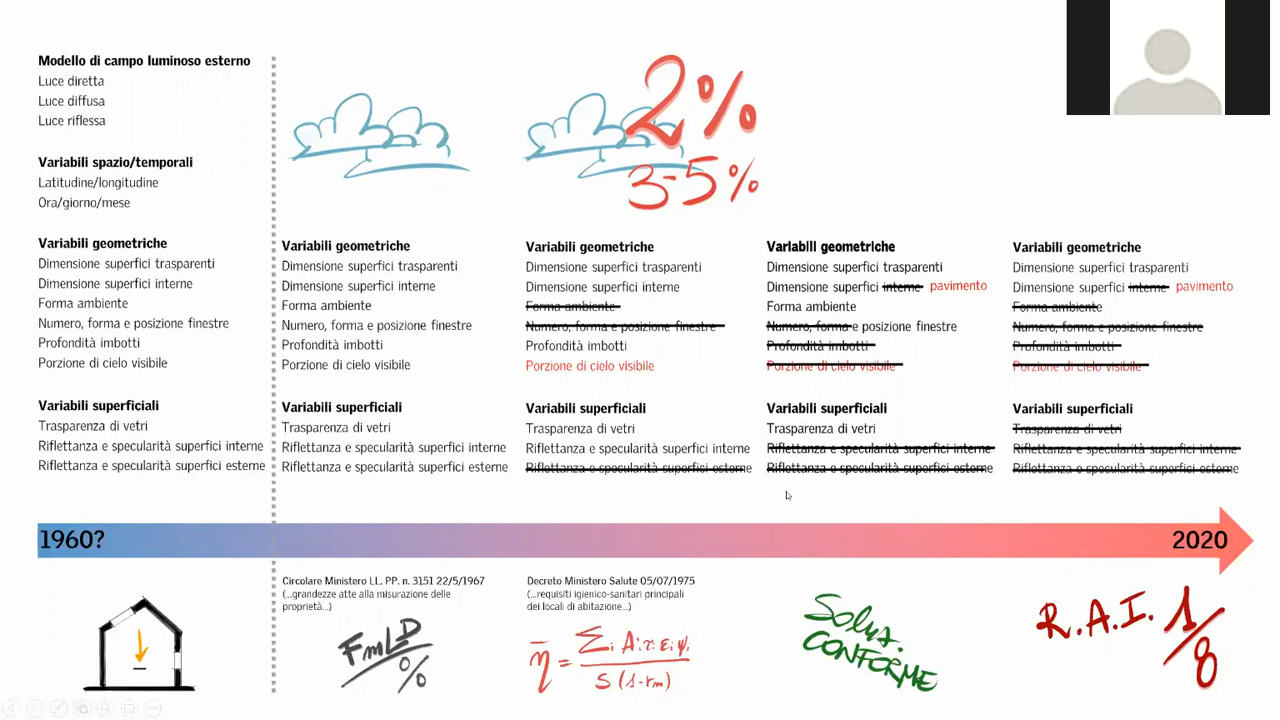 Modello di campo luminoso esterno
Luce diretta
Luce diffusa
Luce riflessa
Variabili spazio/temporali
Latitudine/longitudine
Ora/giorno/mese
Variabili geometriche
Dimensione superfici trasparenti
Dimensione superfici interne
Forma ambiente
Numero, forma e posizione finestre
Profondità imbotti
Porzione di cielo visibile
Variabili superficiali
Trasparenza di vetri
Riflettanza e specularità superfici interne
Riflettanza e specularità superfici esterne
Variabili geometriche
Dimensione superfici trasparenti
Dimensione superfici interne
Forma ambiente
Numero, forma e posizione finestre
Profondità imbotti
Porzione di cielo visibile
Variabili superficiali
Trasparenza di vetri
Riflettanza e specularità superfici interne
Riflettanza e specularità superfici esterne
2%
3-5%
Variabili geometriche
Dimensione superfici trasparenti
Dimensione superfici interne
Forma ambiente
Numero, forma e posizione finestre
Profondità imbotti
Porzione di cielo visibile
Variabili superficiali
Trasparenza di vetri
Riflettanza e specularità superfici interne
Riflettanza e specularità superfici esterne
Variabili geometriche
Dimensione superfici trasparenti
Dimensione superfici interne pavimento
Forma ambiente
Numero, forma e posizione finestre
Profondità imbotti
Porzione di cielo visibile
Variabili superficiali
Trasparenza di vetri
Riflettanza e specularità superfici interne
Riflettanza e specularità superfici esterne
Variabili geometriche
Dimensione superfici trasparenti
Dimensione superfici interne pavimento
Forma ambiente
Numero, forma e posizione finestre
Profondità imbotti
Porzione di cielo visibile
Variabili superficiali
Trasparenza di vetri
Riflettanza e specularità superfici interne
Riflettanza e specularità superfici esterne
1960?
2020
Circolare Ministero LL. PP. n. 3151 22/5/1967
(...grandezze atte alla misurazione delle
proprietà...)
FmLD
%
Decreto Ministero Salute 05/07/1975
(...requisiti igienico-sanitari principali
dei locali di abitazione...)
η̅ = Σᵢ Aᵢ τᵢ εᵢ ψᵢ
S (1-rm)
Soluz.
CONFORME
R.A.I. 1/8